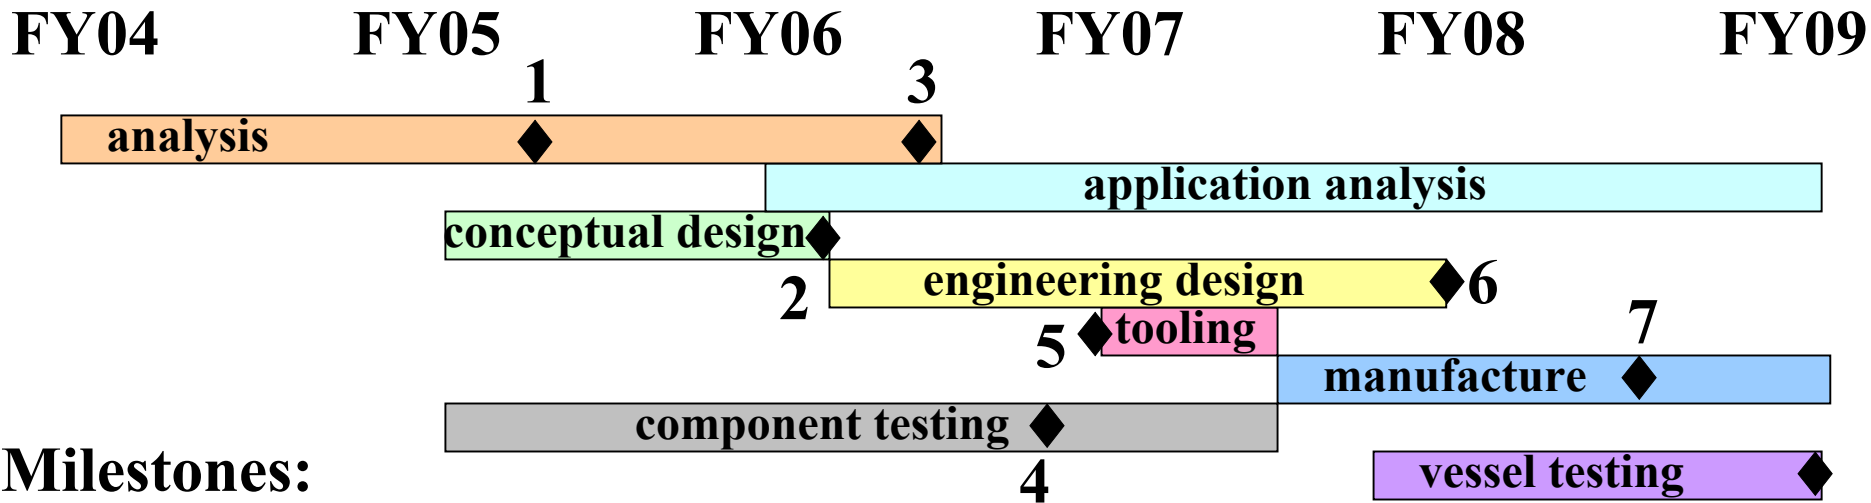 FY04 FY05 FY06 FY07 FY08 FY09
1 3
analysis
application analysis
conceptual design
2 engineering design 6
5 tooling 7
manufacture
component testing
4
Milestones: vessel testing